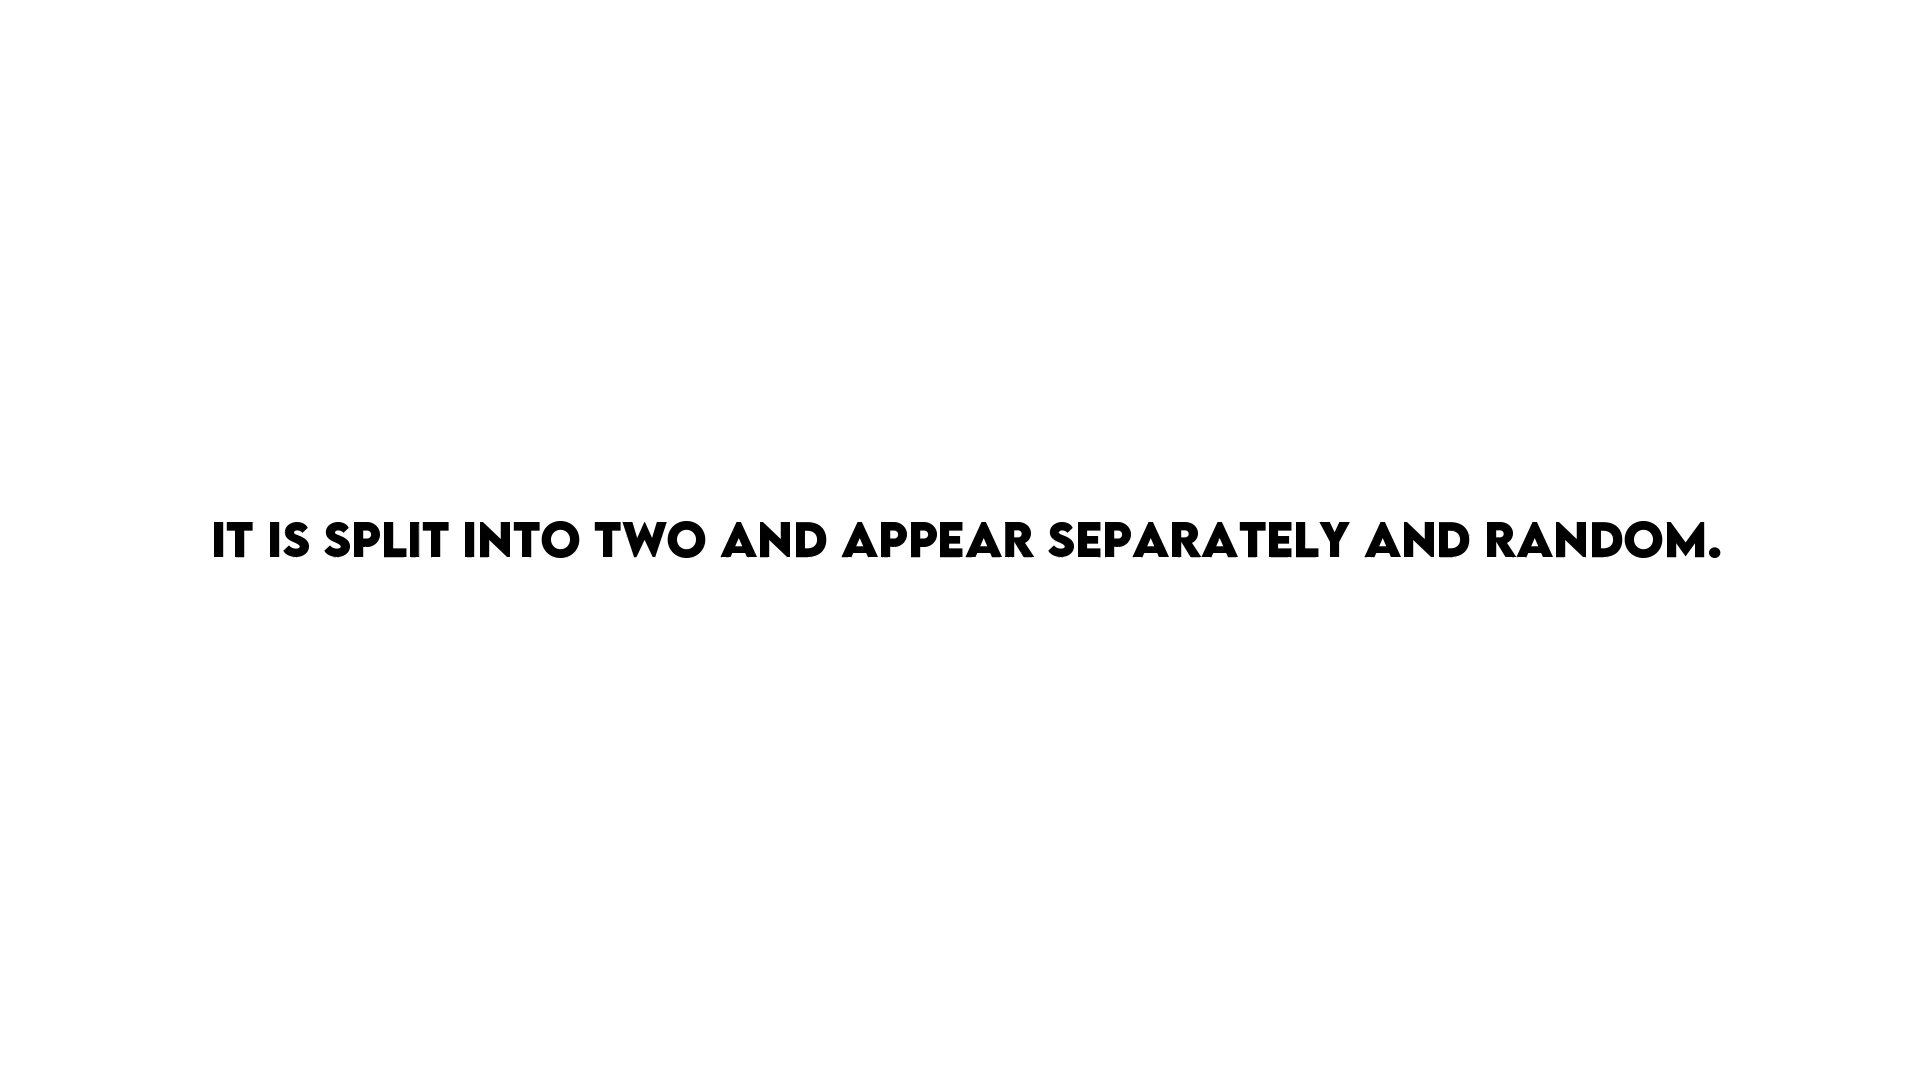 IT IS SPLIT INTO TWO AND APPEAR SEPARATELY AND RANDOM.